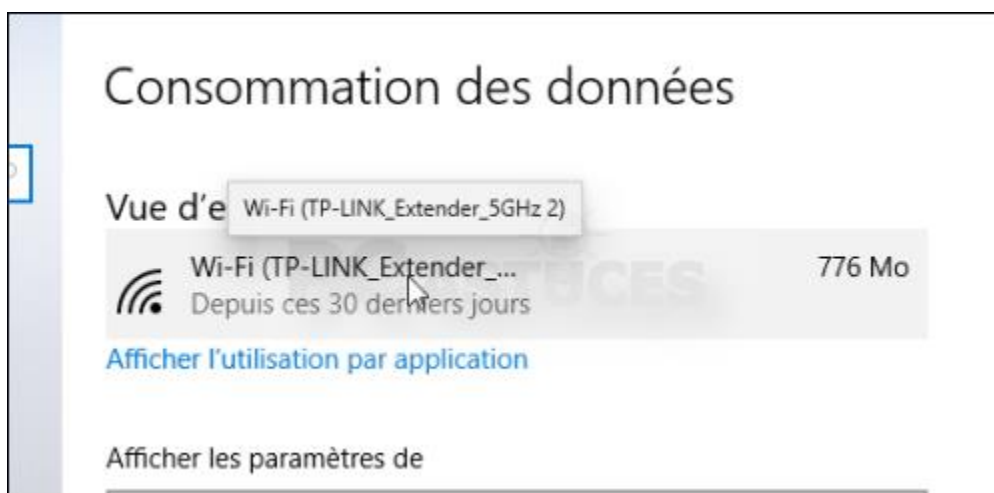 Consommation des données
Vue d'e
Wi-Fi (TP-LINK_Extender_5GHz 2)
Wi-Fi (TP-LINK_Extender_...
776 Mo
Depuis ces 30 derniers jours
Afficher l'utilisation par application
Afficher les paramètres de